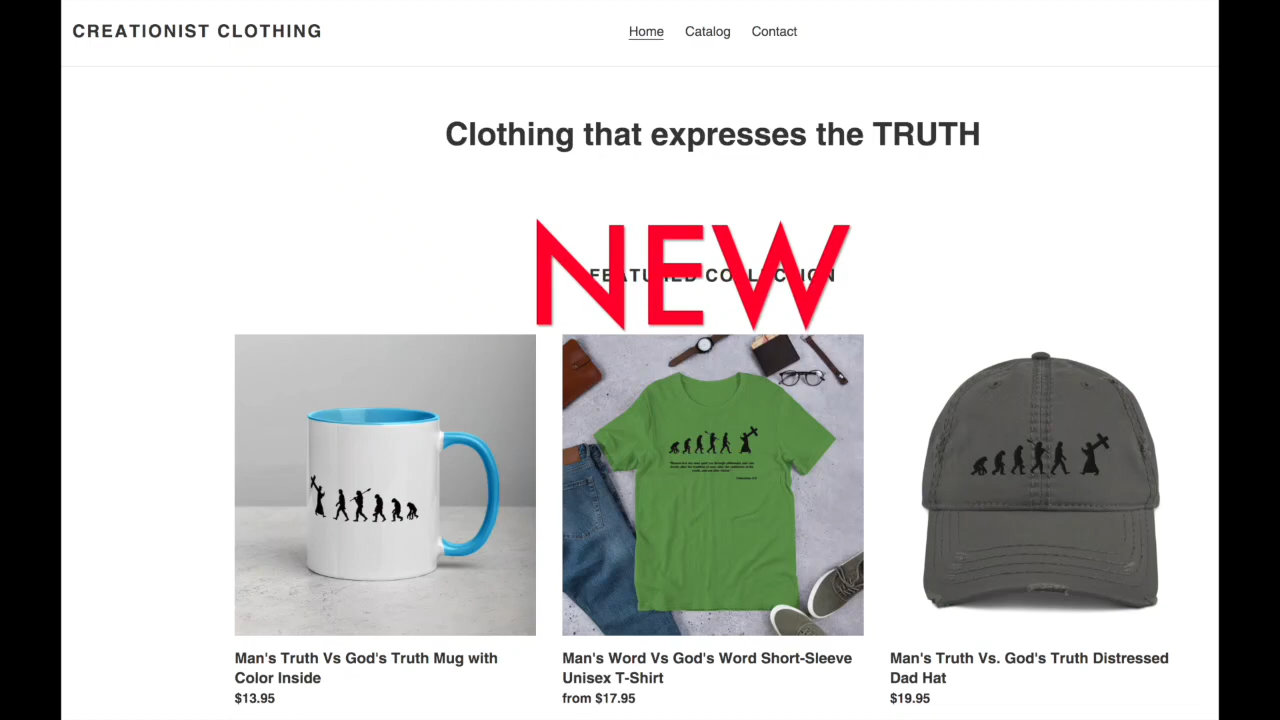 CREATIONIST CLOTHING
Home Catalog Contact
Clothing that expresses the TRUTH
NEW
FEATURED COLLECTION
Man's Truth Vs God's Truth Mug with
Color Inside
$13.95
Man's Word Vs God's Word Short-Sleeve
Unisex T-Shirt
from $17.95
Man's Truth Vs. God's Truth Distressed
Dad Hat
$19.95